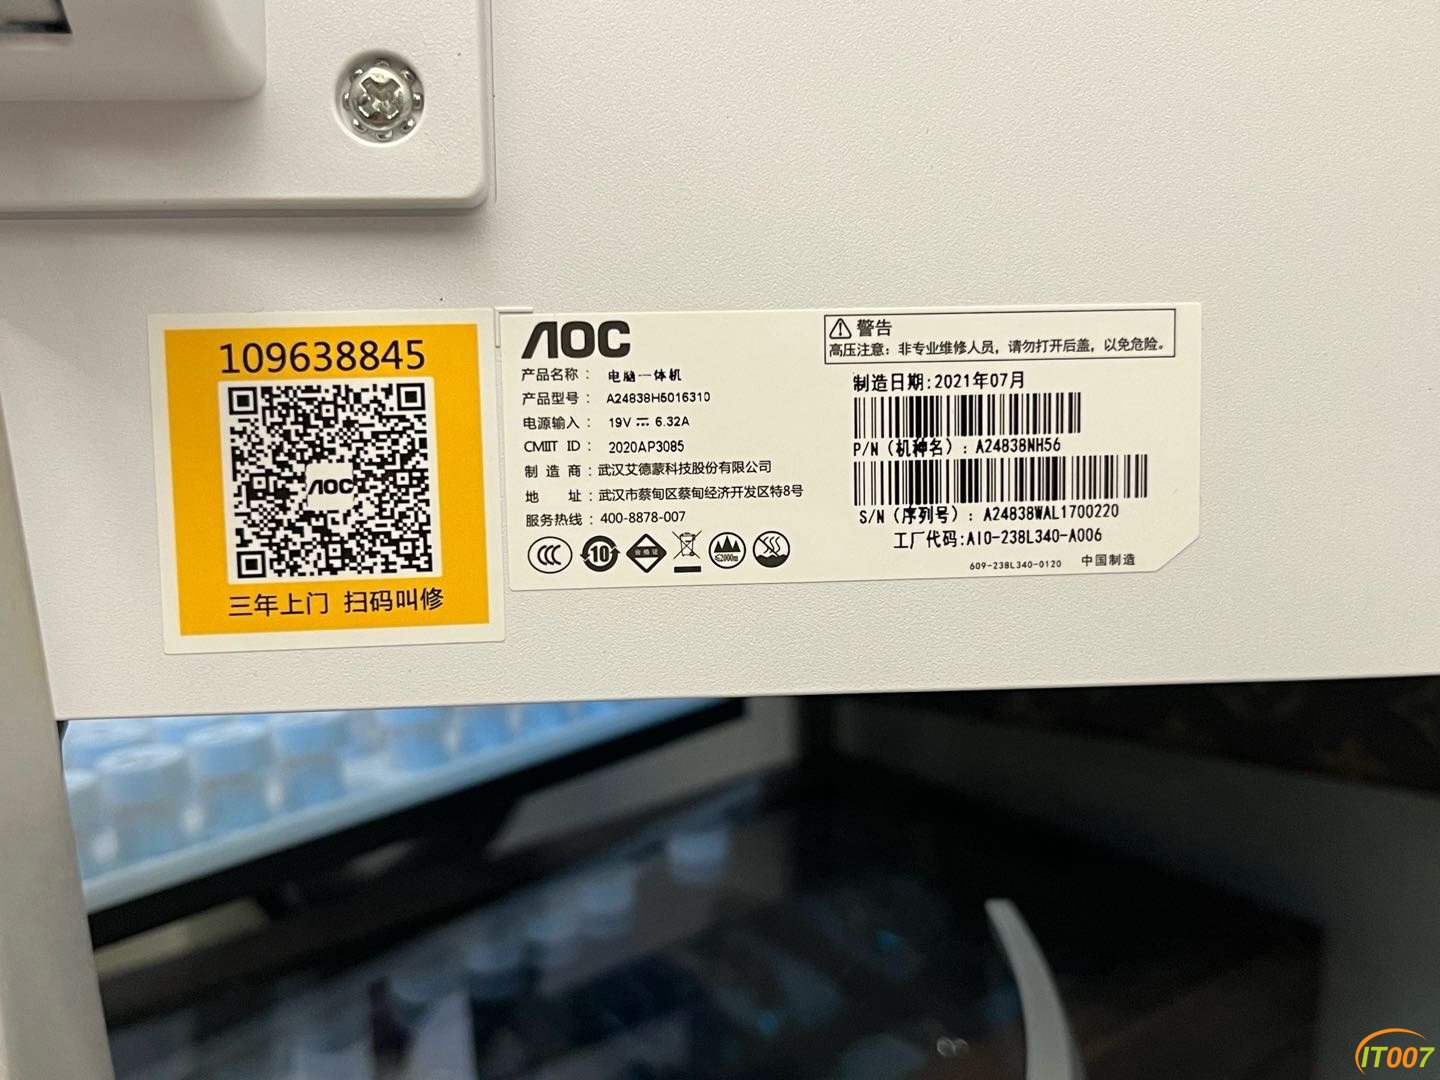 109638845
AOC
三年上门 扫码叫修
AOC
产品名称： 电脑一体机
产品型号： A24838H5016310
电源输入： 19V 6.32A
CMIIT ID： 2020AP3085
制 造 商：武汉艾德蒙科技股份有限公司
地 址：武汉市蔡甸区蔡甸经济开发区特8号
服务热线：400-8878-007
10
合格证
≤2000m
警告
高压注意：非专业维修人员，请勿打开后盖，以免危险。
制造日期:2021年07月
P/N（机种名）：A24838NH56
S/N（序列号）：A24838WAL1700220
工厂代码:AIO-238L340-A006
609-238L340-0120 中国制造
IT007